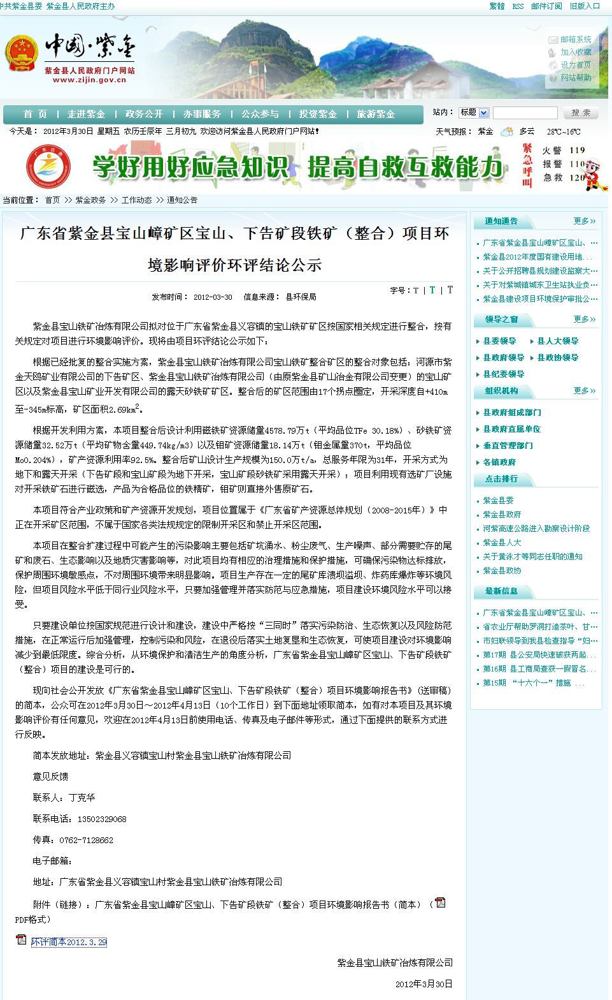 中共紫金县委 紫金县人民政府主办
繁體 RSS 邮件订阅 旧版入口
中国·紫金
紫金县人民政府门户网站
www.zijin.gov.cn
邮箱系统
加入收藏
设为首页
网站帮助
首 页 | 走进紫金 | 政务公开 | 办事服务 | 公众参与 | 投资紫金 | 旅游紫金
站内： 标题 搜 索
今天是： 2012年3月30日 星期五 农历壬辰年 三月初九 欢迎访问紫金县人民政府门户网站!
天气预报： 紫金 多云 28℃~16℃
广东应急
学好用好应急知识 提高自救互救能力
紧急呼叫
火警 119
报警 110
急救 120
当前位置： 首页 >> 紫金政务 >> 工作动态 >> 通知公告
广东省紫金县宝山嶂矿区宝山、下告矿段铁矿（整合）项目环
境影响评价环评结论公示
字号：T | T | T
发布时间： 2012-03-30 信息来源： 县环保局
紫金县宝山铁矿冶炼有限公司拟对位于广东省紫金县义容镇的宝山铁矿矿区按国家相关规定进行整合，按有
关规定对项目进行环境影响评价。现将由项目环评结论公示如下：
根据已经批复的整合实施方案，紫金县宝山铁矿冶炼有限公司宝山铁矿整合矿区的整合对象包括：河源市紫
金天鸥矿业有限公司的下告矿区、紫金县宝山铁矿冶炼有限公司（由原紫金县矿山冶金有限公司变更）的宝山矿
区以及紫金县宝山矿业开发有限公司的露天砂铁矿矿区。整合后的矿区范围由17个拐点圈定，开采深度自+410m
至-345m标高，矿区面积2.69km2。
根据开发利用方案，本项目整合后设计利用磁铁矿资源储量4578.79万t（平均品位TFe 30.18%）、砂铁矿资
源储量32.52万t（平均矿物含量449.74kg/m3）以及钼矿资源储量18.14万t（钼金属量370t，平均品位
Mo0.204%），矿产资源利用率92.5%。整合后矿山设计生产规模为150.0万t/a，总服务年限为31年，开采方式为
地下和露天开采（下告矿段和宝山矿段为地下开采，宝山矿段砂铁矿采用露天开采）；项目利用现有选矿厂设施
对开采铁矿石进行磁选，产品为合格品位的铁精矿，钼矿则直接外售原矿石。
本项目符合产业政策和矿产资源开发规划，项目位置属于《广东省矿产资源总体规划（2008-2015年）》中
正在开采矿区范围，不属于国家各类法规规定的限制开采区和禁止开采区范围。
本项目在整合扩建过程中可能产生的污染影响主要包括矿坑涌水、粉尘废气、生产噪声、部分需要贮存的尾
矿和废石、生态影响以及地质灾害影响等，对此项目均有相应的治理措施和保护措施，可确保污染物达标排放，
保护周围环境敏感点，不对周围环境带来明显影响。项目生产存在一定的尾矿库溃坝溢坝、炸药库爆炸等环境风
险，但项目风险水平低于同行业风险水平，只要加强管理并落实防范与应急措施，项目建设环境风险水平可以接
受。
只要建设单位按国家规范进行设计和建设，建设中严格按“三同时”落实污染防治、生态恢复以及风险防范
措施，在正常运行后加强管理，控制污染和风险，在退役后落实土地复垦和生态恢复，可使项目建设对环境影响
减少到最低限度。综合分析，从环境保护和清洁生产的角度分析，广东省紫金县宝山嶂矿区宝山、下告矿段铁矿
（整合）项目的建设是可行的。
现向社会公开发放《广东省紫金县宝山嶂矿区宝山、下告矿段铁矿（整合）项目环境影响报告书》(送审稿)
的简本，公众可在2012年3月30日～2012年4月13日（10个工作日）到下面地址领取简本，如有对本项目及其环境
影响评价有任何意见，欢迎在2012年4月13日前使用电话、传真及电子邮件等形式，通过下面提供的联系方式进
行反映。
简本发放地址：紫金县义容镇宝山村紫金县宝山铁矿冶炼有限公司
意见反馈
联系人：丁克华
联系电话：13502329068
传真：0762-7128662
电子邮箱：
地址：广东省紫金县义容镇宝山村紫金县宝山铁矿冶炼有限公司
附件（链接）：广东省紫金县宝山嶂矿区宝山、下告矿段铁矿（整合）项目环境影响报告书（简本）（
PDF格式）
环评简本2012.3.29
紫金县宝山铁矿冶炼有限公司
2012年3月30日
通知通告 更多>>
广东省紫金县宝山嶂矿区宝山、…
紫金县2012年度国有建设用地...
关于公开招聘县规划建设监察大…
关于对紫城镇城东卫生站执业负…
紫金县建设项目环境保护审批公…
领导之窗 更多>>
县委领导 县人大领导
县政府领导 县政协领导
县纪委领导
组织机构 更多>>
县政府组成部门
县政府直属单位
垂直管理部门
各镇政府
点击排行
紫金县委
紫金县政府
河紫高速公路进入勘察设计阶段
紫金县人大
关于黄泳才等同志任职的通知
紫金县政协
最新信息
广东省紫金县宝山嶂矿区宝山、…
省农业厅帮助罗洞打造茶叶、甘…
市妇联领导到我县检查指导“妇…
第17期 县公安局快速破获两起...
第16期 县工商局查获一假冒名...
第15期 “十六个一”措施 ...